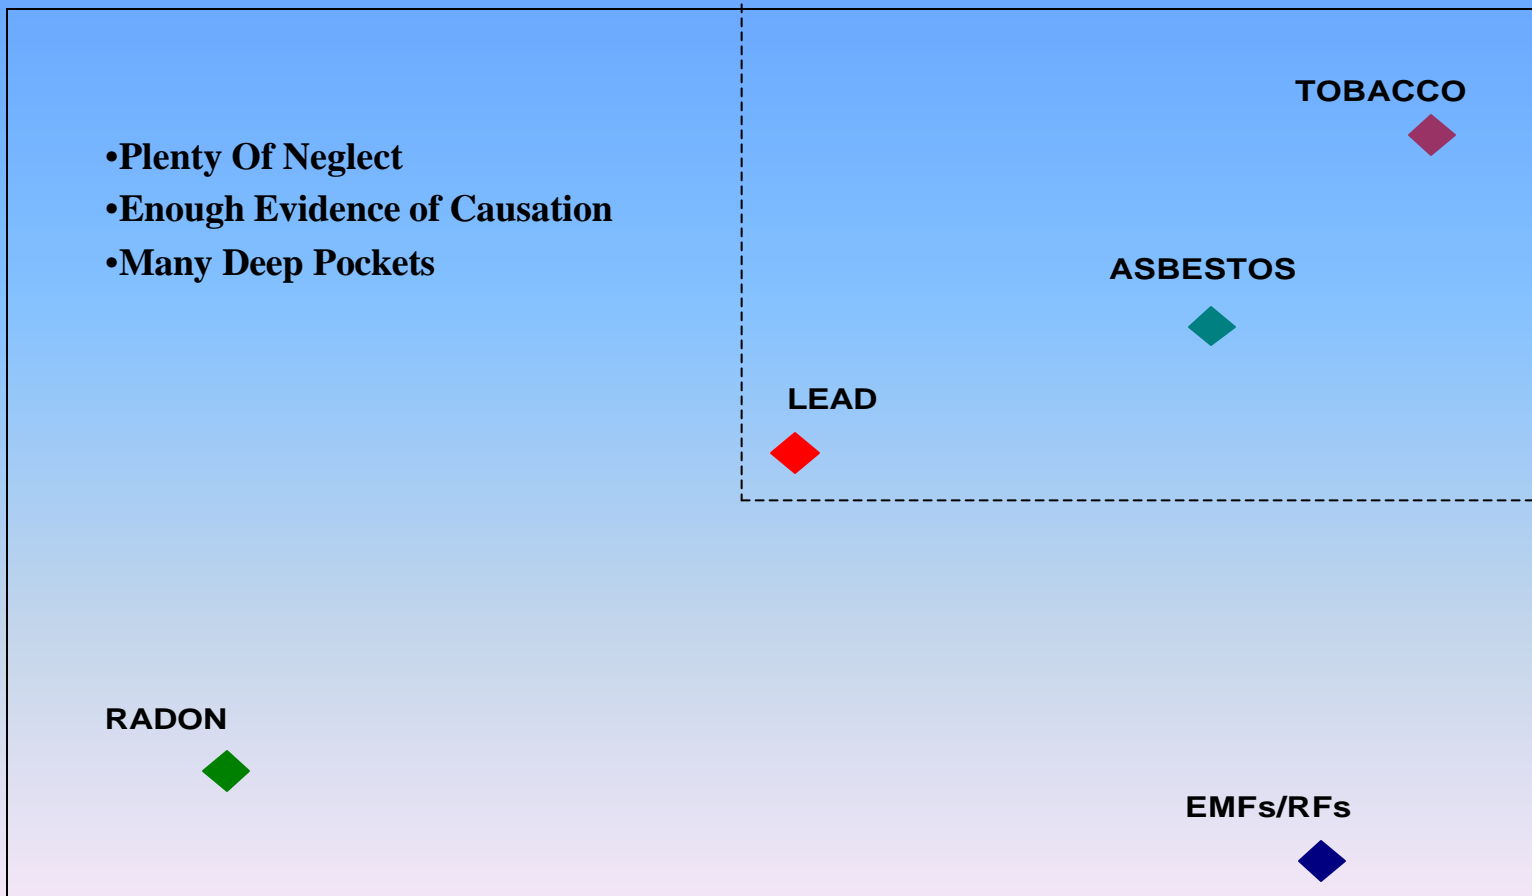 TOBACCO
•Plenty Of Neglect
•Enough Evidence of Causation
•Many Deep Pockets
ASBESTOS
LEAD
RADON
EMFs/RFs